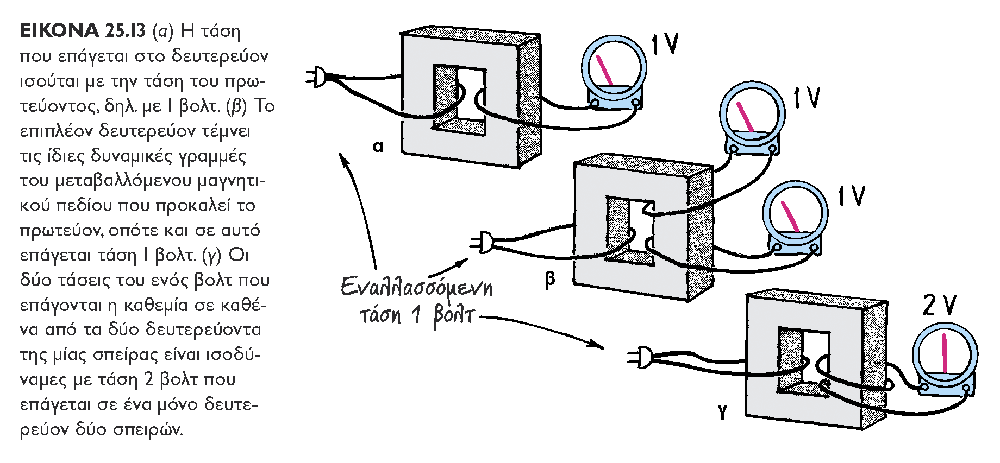 ΕΙΚΟΝΑ 25.13 (α) Η τάση
που επάγεται στο δευτερεύον
ισούται με την τάση του πρω-
τεύοντος, δηλ. με 1 βολτ. (β) Το
επιπλέον δευτερεύον τέμνει
τις ίδιες δυναμικές γραμμές
του μεταβαλλόμενου μαγνητι-
κού πεδίου που προκαλεί το
πρωτεύον, οπότε και σε αυτό
επάγεται τάση 1 βολτ. (γ) Οι
δύο τάσεις του ενός βολτ που
επάγονται η καθεμία σε καθέ-
να από τα δύο δευτερεύοντα
της μίας σπείρας είναι ισοδύ-
ναμες με τάση 2 βολτ που
επάγεται σε ένα μόνο δευτε-
ρεύον δύο σπειρών.
1 V
α
1 V
1 V
β
Εναλλασσόμενη
τάση 1 βολτ
2 V
γ